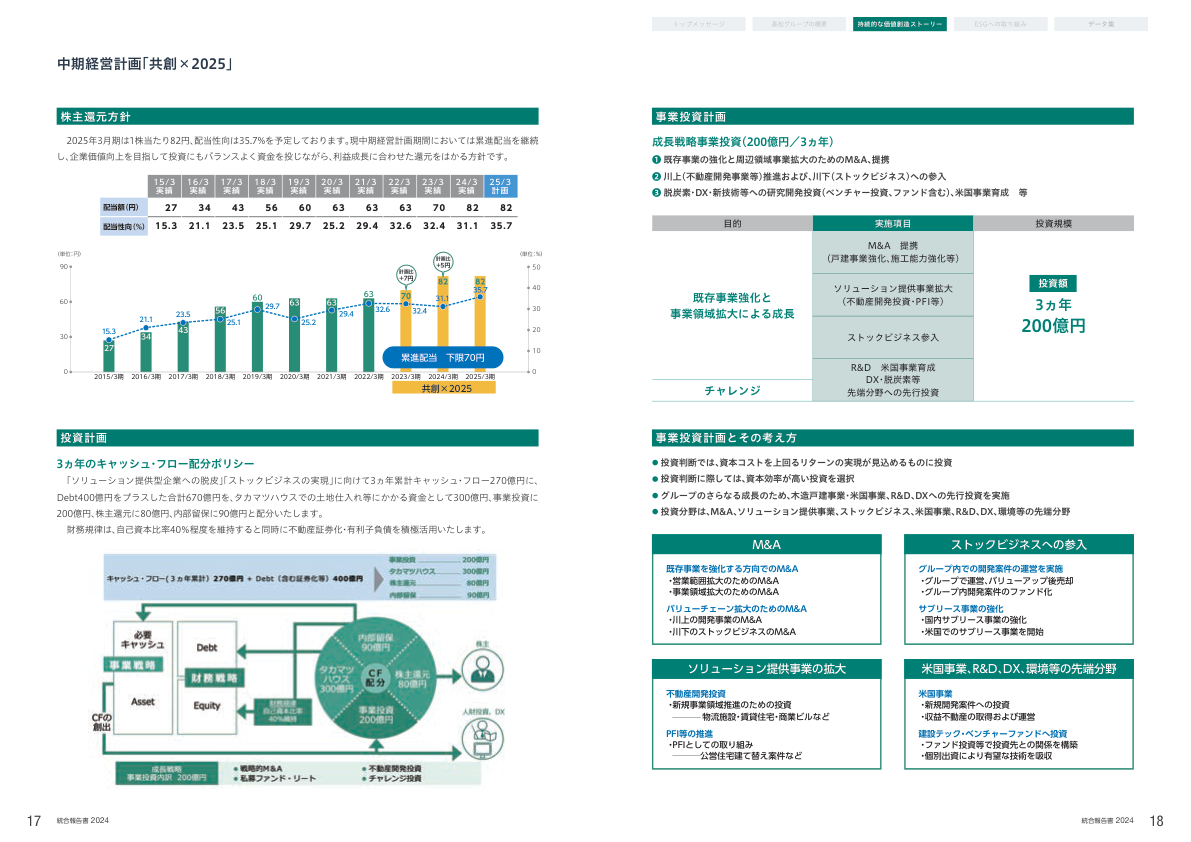 トップメッセージ
高松グループの概要
持続的な価値創造ストーリー
ESGへの取り組み
データ集
中期経営計画「共創×2025」
株主還元方針
2025年3月期は1株当たり82円、配当性向は35.7%を予定しております。現中期経営計画期間においては累進配当を継続
し、企業価値向上を目指して投資にもバランスよく資金を投じながら、利益成長に合わせた還元をはかる方針です。
15/3 実績 16/3 実績 17/3 実績 18/3 実績 19/3 実績 20/3 実績 21/3 実績 22/3 実績 23/3 実績 24/3 実績 25/3 計画
配当額(円) 27 34 43 56 60 63 63 63 70 82 82
配当性向(%) 15.3 21.1 23.5 25.1 29.7 25.2 29.4 32.6 32.4 31.1 35.7
(単位:円)
(単位:%)
90
60
30
0
50
40
30
20
10
0
計画比 +7円
計画比 +5円
27 34 43 56 60 63 63 63 70 82 82
15.3 21.1 23.5 25.1 29.7 25.2 29.4 32.6 32.4 31.1 35.7
累進配当 下限70円
2015/3期 2016/3期 2017/3期 2018/3期 2019/3期 2020/3期 2021/3期 2022/3期 2023/3期 2024/3期 2025/3期
共創×2025
投資計画
3ヵ年のキャッシュ・フロー配分ポリシー
「ソリューション提供型企業への脱皮」「ストックビジネスの実現」に向けて3ヵ年累計キャッシュ・フロー270億円に、
Debt400億円をプラスした合計670億円を、タカマツハウスでの土地仕入れ等にかかる資金として300億円、事業投資に
200億円、株主還元に80億円、内部留保に90億円と配分いたします。
財務規律は、自己資本比率40%程度を維持すると同時に不動産証券化・有利子負債を積極活用いたします。
キャッシュ・フロー(3ヵ年累計) 270億円 + Debt (含む証券化等) 400億円
事業投資 200億円
タカマツハウス 300億円
株主還元 80億円
内部留保 90億円
必要
キャッシュ
事業戦略
Asset
Debt
財務戦略
Equity
CFの
創出
財務規律
自己資本比率
40%維持
内部留保
90億円
タカマツ
ハウス
300億円
CF
配分
株主還元
80億円
事業投資
200億円
株主
人財投資、DX
成長戦略
事業投資内訳 200億円
● 戦略的M&A
● 私募ファンド・リート
● 不動産開発投資
● チャレンジ投資
17
統合報告書 2024
事業投資計画
成長戦略事業投資(200億円/3ヵ年)
❶ 既存事業の強化と周辺領域事業拡大のためのM&A、提携
❷ 川上(不動産開発事業等)推進および、川下(ストックビジネス)への参入
❸ 脱炭素・DX・新技術等への研究開発投資(ベンチャー投資、ファンド含む)、米国事業育成 等
目的
実施項目
投資規模
既存事業強化と
事業領域拡大による成長
チャレンジ
M&A 提携
(戸建事業強化、施工能力強化等)
ソリューション提供事業拡大
(不動産開発投資・PFI等)
ストックビジネス参入
R&D 米国事業育成
DX・脱炭素等
先端分野への先行投資
投資額
3ヵ年
200億円
事業投資計画とその考え方
● 投資判断では、資本コストを上回るリターンの実現が見込めるものに投資
● 投資判断に際しては、資本効率が高い投資を選択
● グループのさらなる成長のため、木造戸建事業・米国事業、R&D、DXへの先行投資を実施
● 投資分野は、M&A、ソリューション提供事業、ストックビジネス、米国事業、R&D、DX、環境等の先端分野
M&A
既存事業を強化する方向でのM&A
・営業範囲拡大のためのM&A
・事業領域拡大のためのM&A
バリューチェーン拡大のためのM&A
・川上の開発事業のM&A
・川下のストックビジネスのM&A
ストックビジネスへの参入
グループ内での開発案件の運営を実施
・グループで運営、バリューアップ後売却
・グループ内開発案件のファンド化
サブリース事業の強化
・国内サブリース事業の強化
・米国でのサブリース事業を開始
ソリューション提供事業の拡大
不動産開発投資
・新規事業領域推進のための投資
――― 物流施設・賃貸住宅・商業ビルなど
PFI等の推進
・PFIとしての取り組み
公営住宅建て替え案件など
米国事業、R&D、DX、環境等の先端分野
米国事業
・新規開発案件への投資
・収益不動産の取得および運営
建設テック・ベンチャーファンドへ投資
・ファンド投資等で投資先との関係を構築
・個別出資により有望な技術を吸収
統合報告書 2024
18